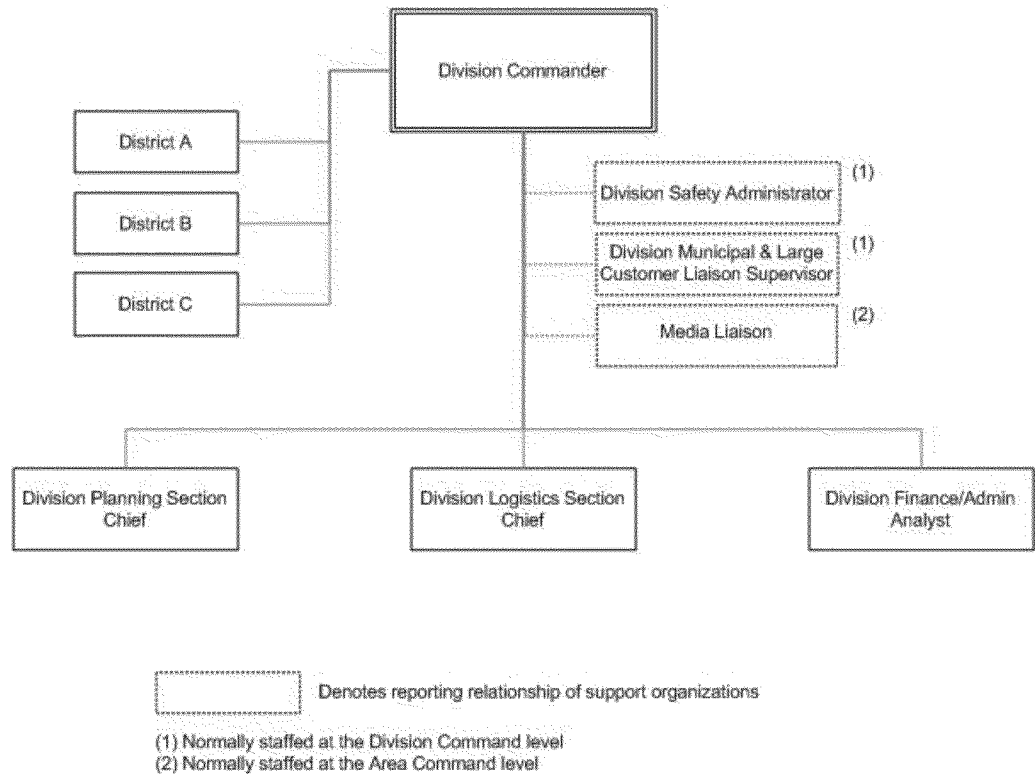 Division Commander
District A
District B
District C
Division Safety Administrator
(1)
Division Municipal & Large
Customer Liaison Supervisor
(1)
Media Liaison
(2)
Division Planning Section
Chief
Division Logistics Section
Chief
Division Finance/Admin
Analyst
Denotes reporting relationship of support organizations
(1) Normally staffed at the Division Command level
(2) Normally staffed at the Area Command level